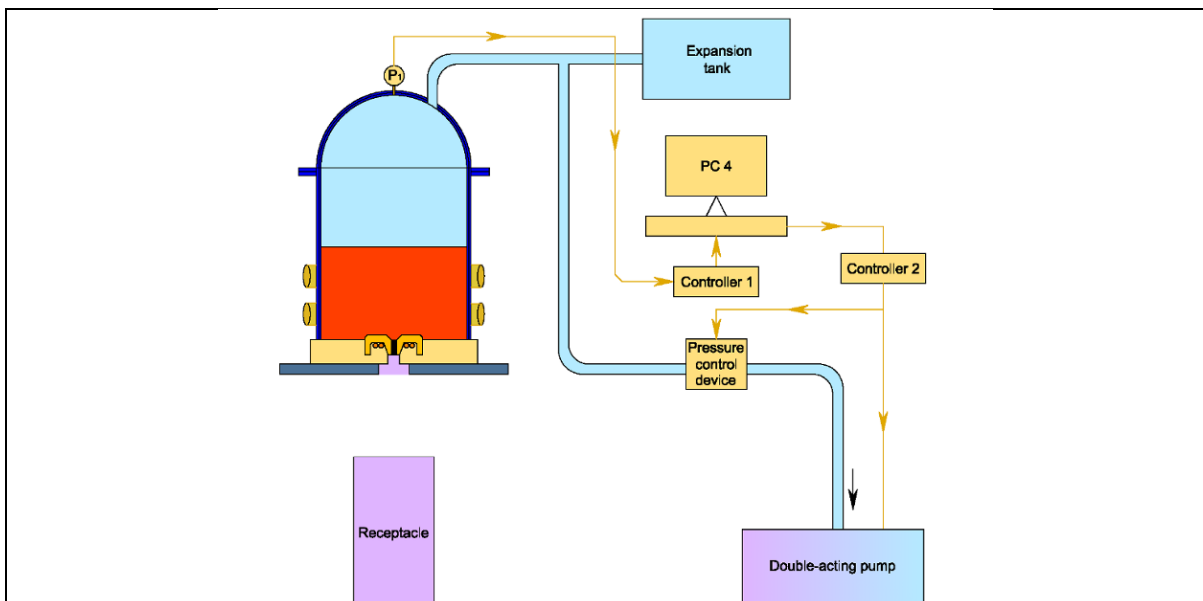 P1
Expansion
tank
PC 4
Controller 1
Controller 2
Pressure
control
device
Receptacle
Double-acting pump